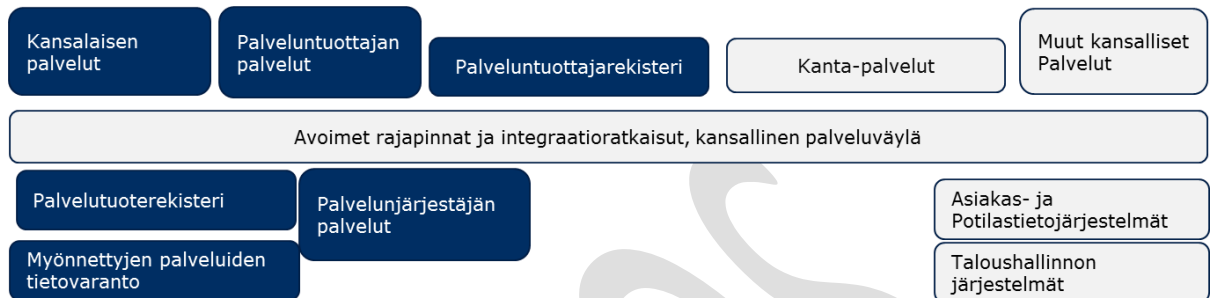 Kansalaisen
palvelut
Palveluntuottajan
palvelut
Palveluntuottajarekisteri
Kanta-palvelut
Muut kansalliset
Palvelut
Avoimet rajapinnat ja integraatioratkaisut, kansallinen palveluväylä
Palvelutuoterekisteri
Palvelunjärjestäjän
palvelut
Myönnettyjen palveluiden
tietovaranto
Asiakas- ja
Potilastietojärjestelmät
Taloushallinnon
järjestelmät